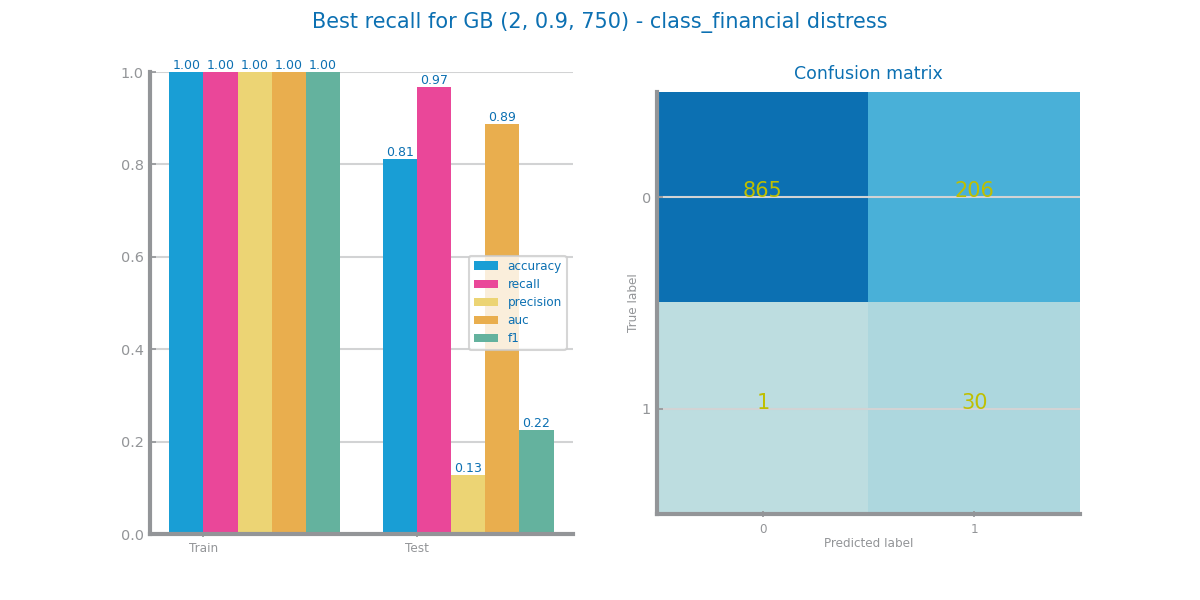 Best recall for GB (2, 0.9, 750) - class_financial distress
1.00 1.00 1.00 1.00 1.00
0.81
0.97
0.13
0.89
0.22
1.0
0.8
0.6
0.4
0.2
0.0
Train
Test
accuracy
recall
precision
auc
f1
Confusion matrix
True label
0
1
865
206
1
30
0
1
Predicted label